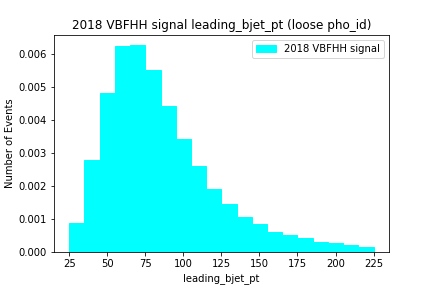 2018 VBFHH signal leading_bjet_pt (loose pho_id)
2018 VBFHH signal
Number of Events
0.006
0.005
0.004
0.003
0.002
0.001
0.000
25 50 75 100 125 150 175 200 225
leading_bjet_pt